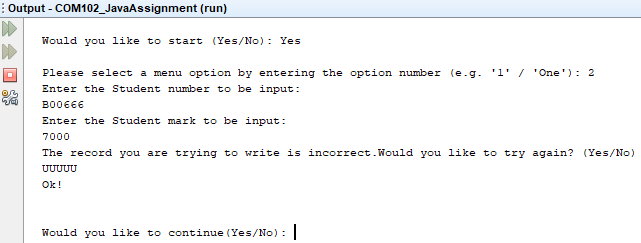 Output - COM102_JavaAssignment (run)
Would you like to start (Yes/No): Yes
Please select a menu option by entering the option number (e.g. '1' / 'One'): 2
Enter the Student number to be input:
B00666
Enter the Student mark to be input:
7000
The record you are trying to write is incorrect.Would you like to try again? (Yes/No)
UUUUU
Ok!
Would you like to continue(Yes/No):